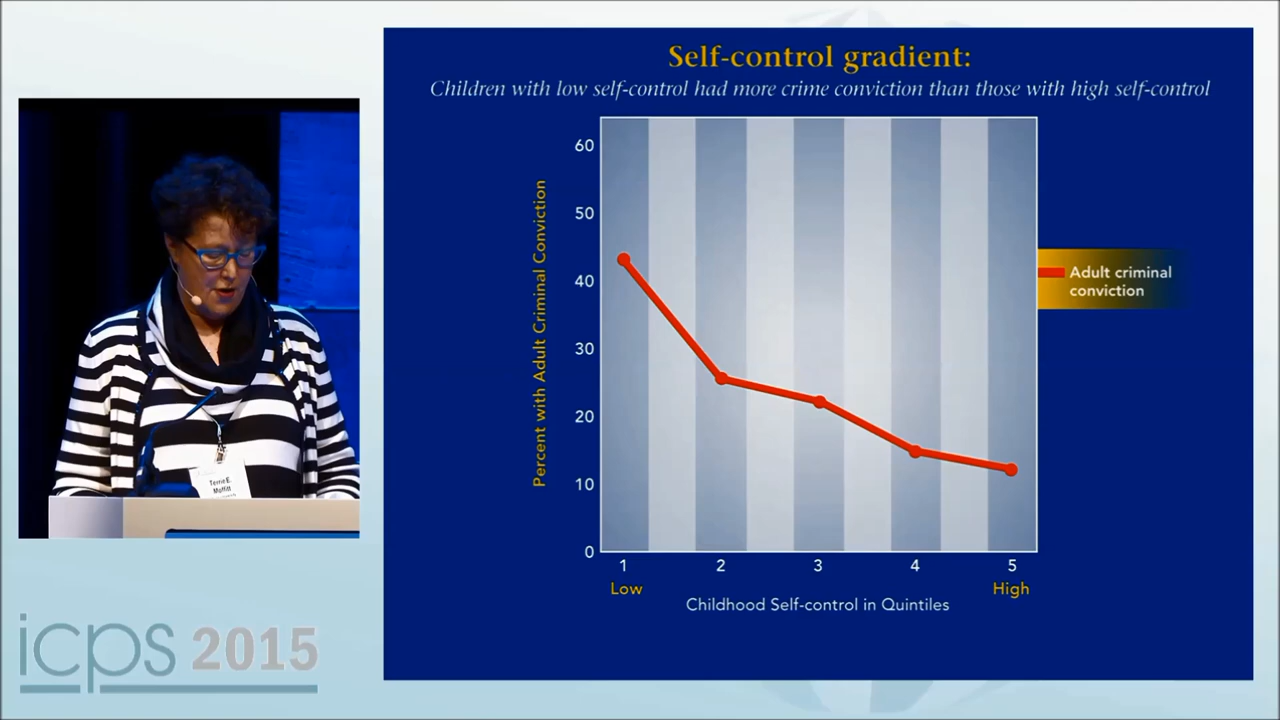 Self-control gradient:
Children with low self-control had more crime conviction than those with high self-control
Percent with Adult Criminal Conviction
60
50
40
30
20
10
0
1
2
3
4
5
Low
High
Childhood Self-control in Quintiles
Adult criminal
conviction
Terrie E.
Moffitt
icps 2015